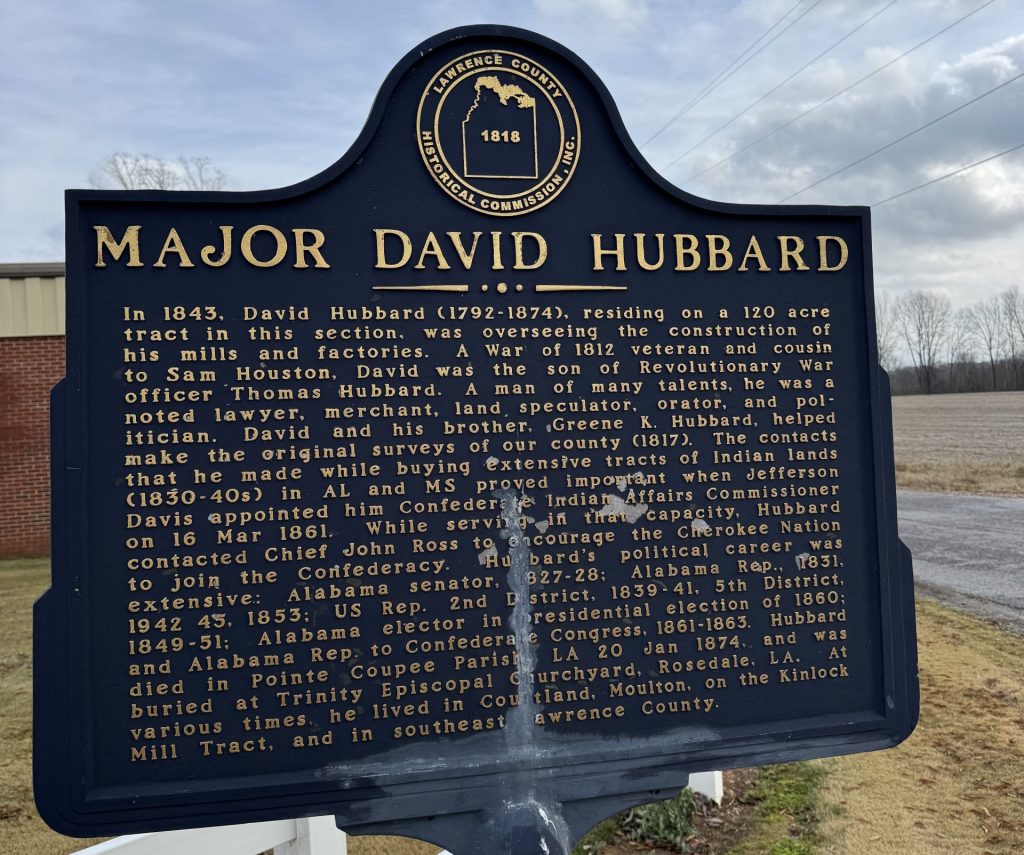 LAWRENCE COUNTY
1818
HISTORICAL COMMISSION, INC.
MAJOR DAVID HUBBARD
In 1843, David Hubbard (1792-1874), residing on a 120 acre
tract in this section, was overseeing the construction of
his mills and factories. A War of 1812 veteran and cousin
to Sam Houston, David was the son of Revolutionary War
officer Thomas Hubbard. A man of many talents, he was a
noted lawyer, merchant, land speculator, orator, and pol-
itician. David and his brother, Greene K. Hubbard, helped
make the original surveys of our county (1817). The contacts
that he made while buying extensive tracts of Indian lands
(1830-40s) in AL and MS proved important when Jefferson
Davis appointed him Confederate Indian Affairs Commissioner
on 16 Mar 1861. While serving in that capacity, Hubbard
contacted Chief John Ross to encourage the Cherokee Nation
to join the Confederacy. Hubbard's political career was
extensive: Alabama senator, 1827-28; Alabama Rep., 1831,
1942 45, 1853; US Rep. 2nd District, 1839-41, 5th District,
1849-51; Alabama elector in presidential election of 1860;
and Alabama Rep. to Confederate Congress, 1861-1863. Hubbard
died in Pointe Coupee Parish, LA 20 Jan 1874, and was
buried at Trinity Episcopal Churchyard, Rosedale, LA. At
various times, he lived in Courtland, Moulton, on the Kinlock
Mill Tract, and in southeast Lawrence County.